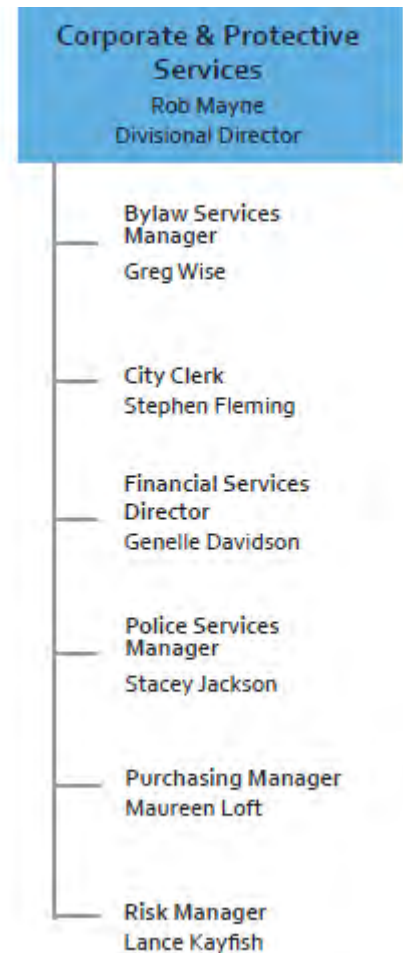 Corporate & Protective
Services
Rob Mayne
Divisional Director
Bylaw Services
Manager
Greg Wise
City Clerk
Stephen Fleming
Financial Services
Director
Genelle Davidson
Police Services
Manager
Stacey Jackson
Purchasing Manager
Maureen Loft
Risk Manager
Lance Kayfish